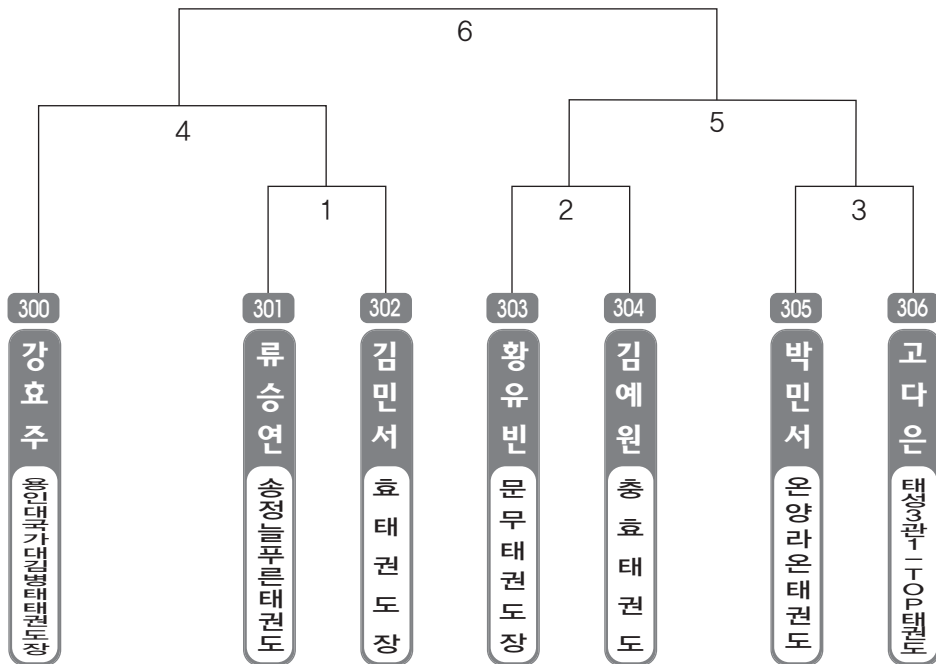 6
4
5
1
2
3
300
301
302
303
304
305
306
강효주
류승연
김민서
황유빈
김예원
박민서
고다은
용인대국가대김병태태권도장
송정늘푸른태권도
효태권도장
문무태권도장
충효태권도
온양라온태권도
태성3관1-TOP태권도